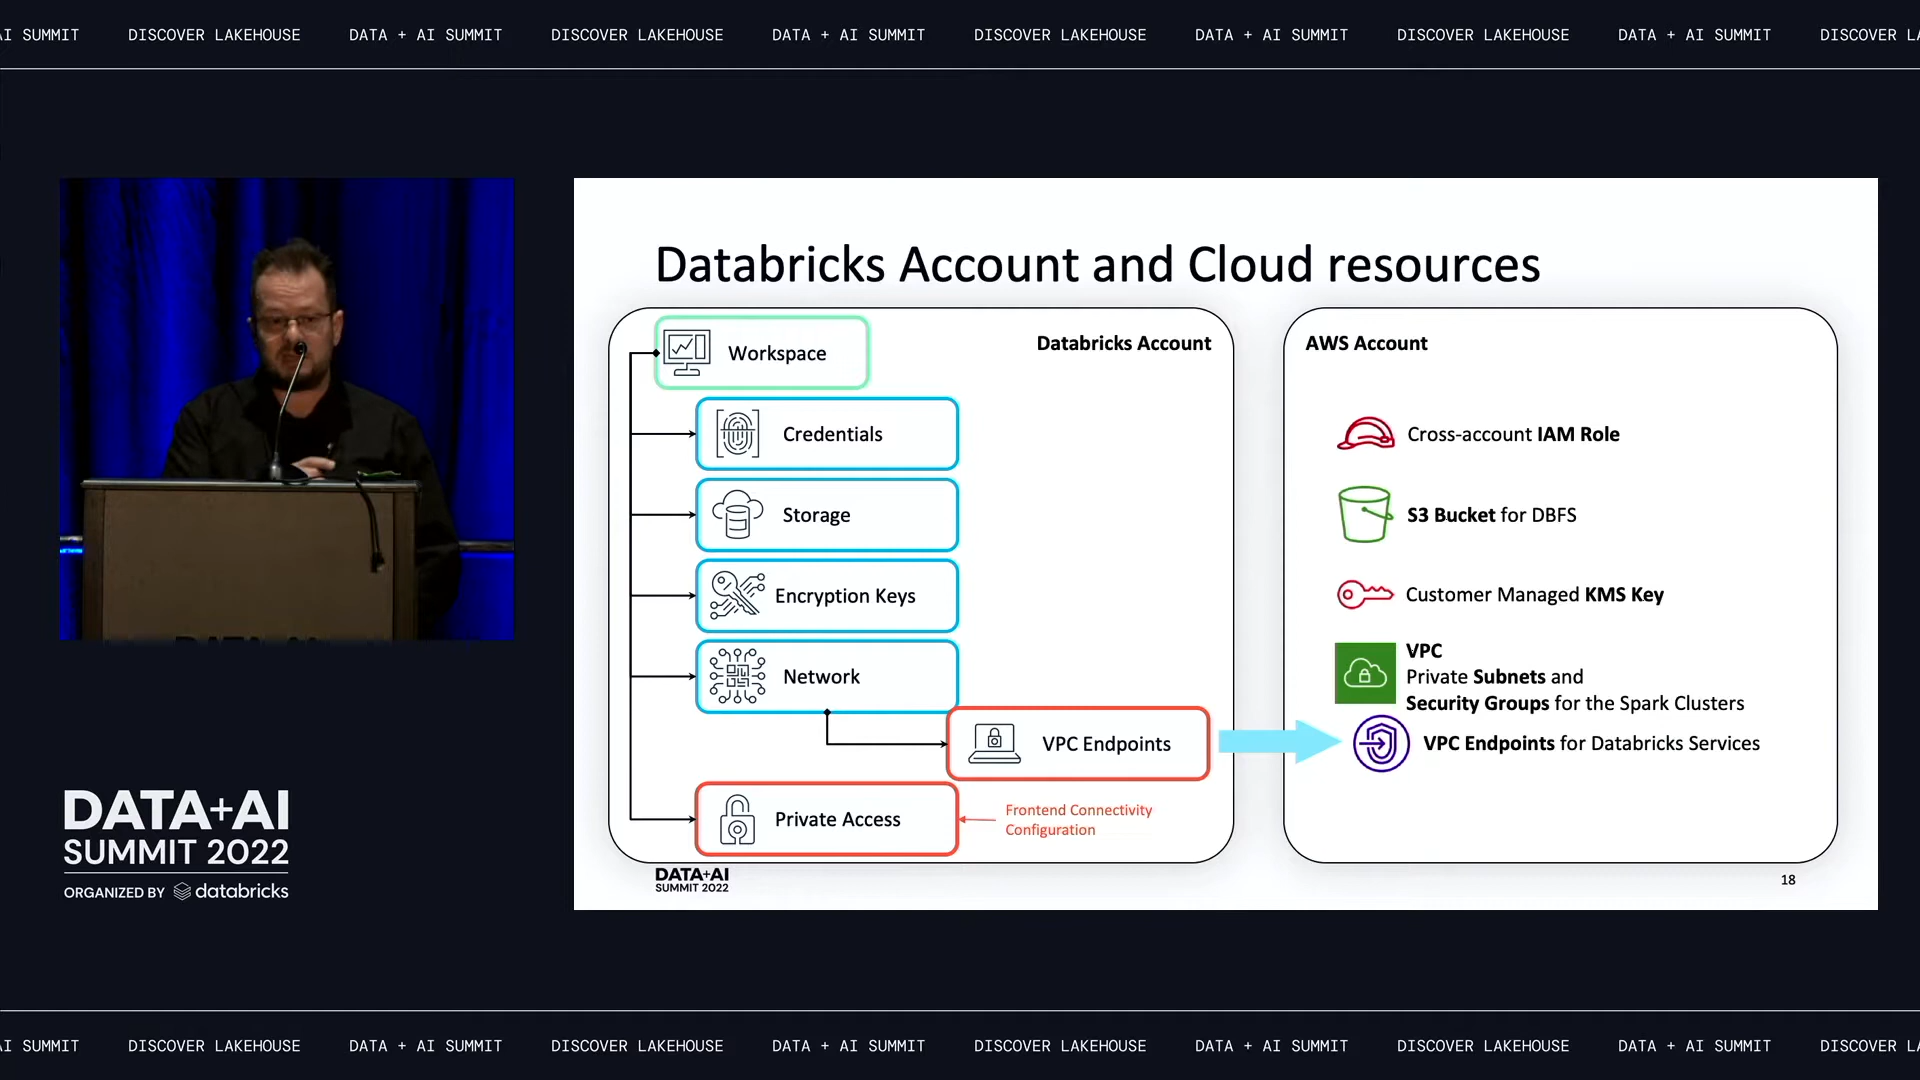 AI SUMMIT DISCOVER LAKEHOUSE DATA + AI SUMMIT DISCOVER LAKEHOUSE DATA + AI SUMMIT DISCOVER LAKEHOUSE DATA + AI SUMMIT DISCOVER LAKEHOUSE DATA + AI SUMMIT DISCOVER LA
Databricks Account and Cloud resources
Workspace
Databricks Account
Credentials
Storage
Encryption Keys
Network
VPC Endpoints
Private Access
Frontend Connectivity
Configuration
AWS Account
Cross-account IAM Role
S3 Bucket for DBFS
Customer Managed KMS Key
VPC
Private Subnets and
Security Groups for the Spark Clusters
VPC Endpoints for Databricks Services
DATA+AI
SUMMIT 2022
18
DATA+AI
SUMMIT 2022
ORGANIZED BY databricks
AI SUMMIT DISCOVER LAKEHOUSE DATA + AI SUMMIT DISCOVER LAKEHOUSE DATA + AI SUMMIT DISCOVER LAKEHOUSE DATA + AI SUMMIT DISCOVER LAKEHOUSE DATA + AI SUMMIT DISCOVER L